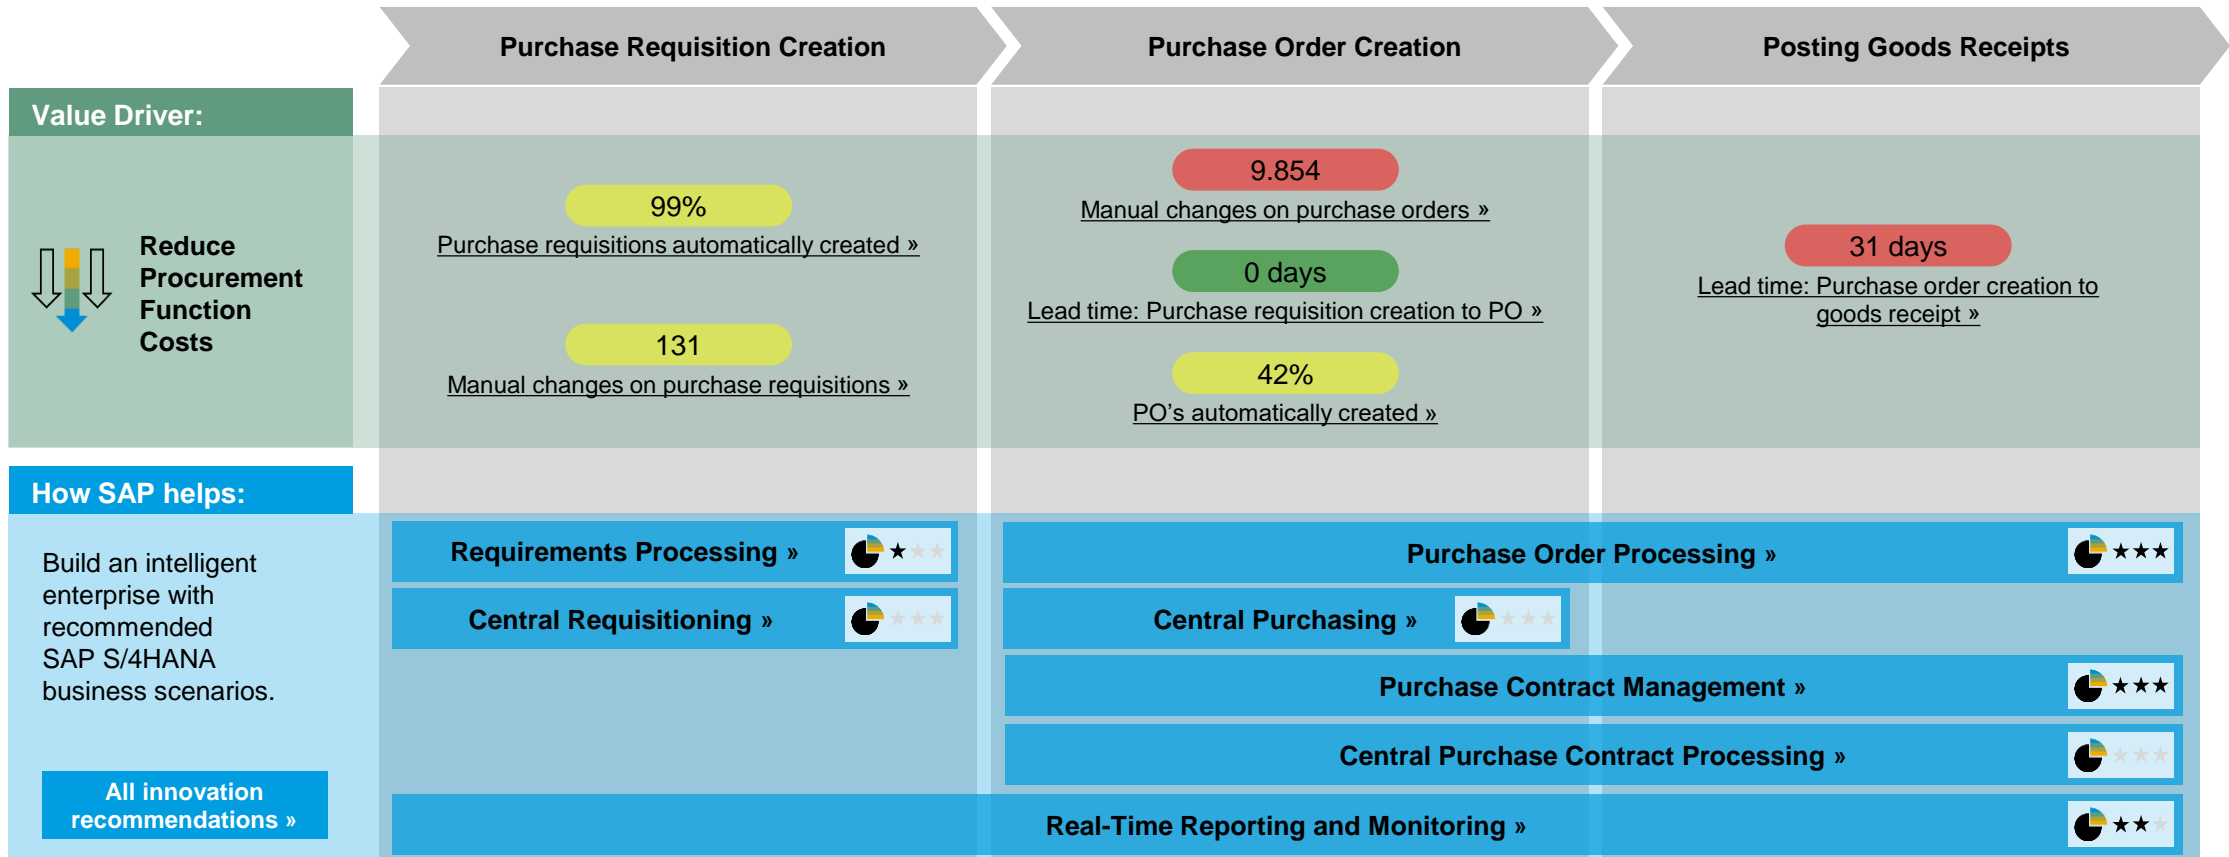 Purchase Requisition Creation
Purchase Order Creation
Posting Goods Receipts
Value Driver:
Reduce
Procurement
Function
Costs
99%
Purchase requisitions automatically created »
131
Manual changes on purchase requisitions »
9.854
Manual changes on purchase orders »
0 days
Lead time: Purchase requisition creation to PO »
42%
PO’s automatically created »
31 days
Lead time: Purchase order creation to
goods receipt »
How SAP helps:
Build an intelligent
enterprise with
recommended
SAP S/4HANA
business scenarios.
All innovation
recommendations »
Requirements Processing »
Purchase Order Processing »
Central Requisitioning »
Central Purchasing »
Purchase Contract Management »
Central Purchase Contract Processing »
Real-Time Reporting and Monitoring »